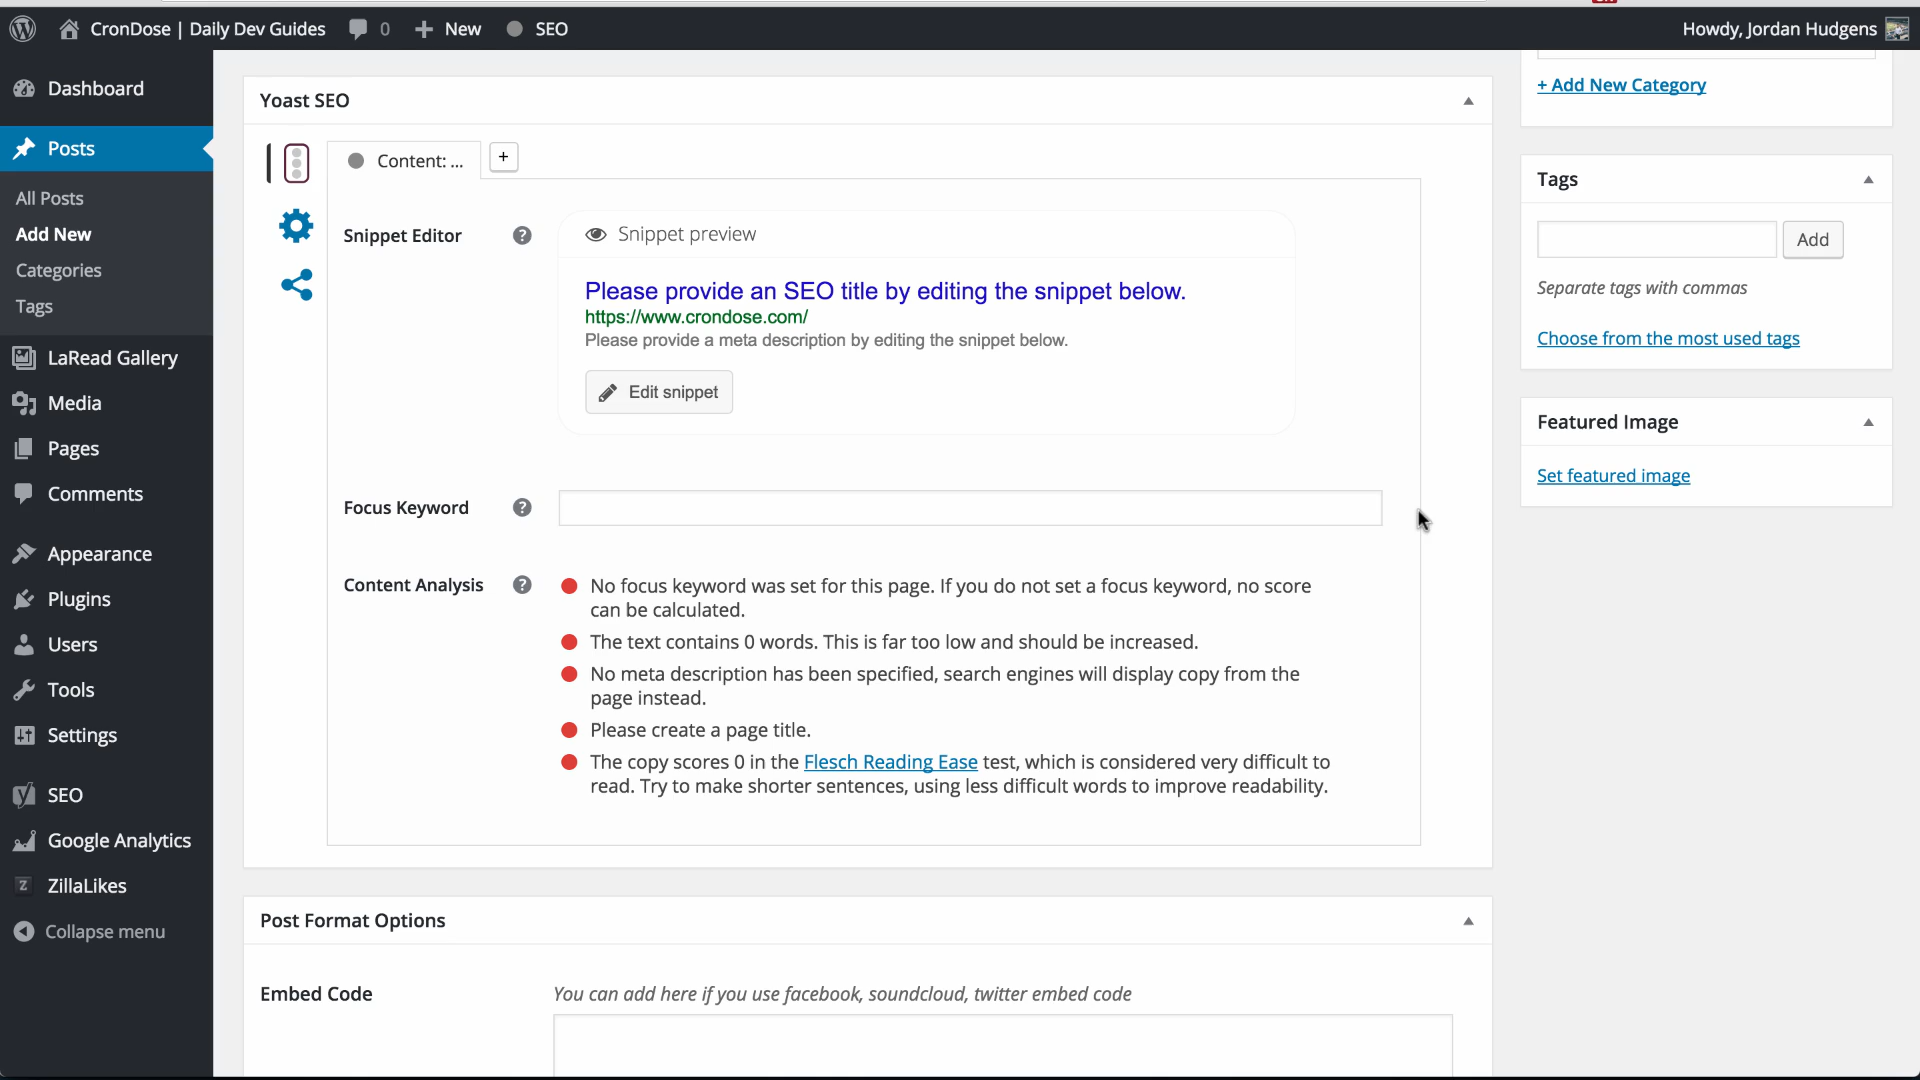 CronDose | Daily Dev Guides 0 New SEO Howdy, Jordan Hudgens
Dashboard
Posts
All Posts
Add New
Categories
Tags
LaRead Gallery
Media
Pages
Comments
Appearance
Plugins
Users
Tools
Settings
SEO
Google Analytics
ZillaLikes
Collapse menu
Yoast SEO
Content: ... +
Snippet Editor ?
Snippet preview
Please provide an SEO title by editing the snippet below.
https://www.crondose.com/
Please provide a meta description by editing the snippet below.
Edit snippet
Focus Keyword ?
Content Analysis ?
No focus keyword was set for this page. If you do not set a focus keyword, no score
can be calculated.
The text contains 0 words. This is far too low and should be increased.
No meta description has been specified, search engines will display copy from the
page instead.
Please create a page title.
The copy scores 0 in the Flesch Reading Ease test, which is considered very difficult to
read. Try to make shorter sentences, using less difficult words to improve readability.
Post Format Options
Embed Code
You can add here if you use facebook, soundcloud, twitter embed code
+ Add New Category
Tags
Add
Separate tags with commas
Choose from the most used tags
Featured Image
Set featured image